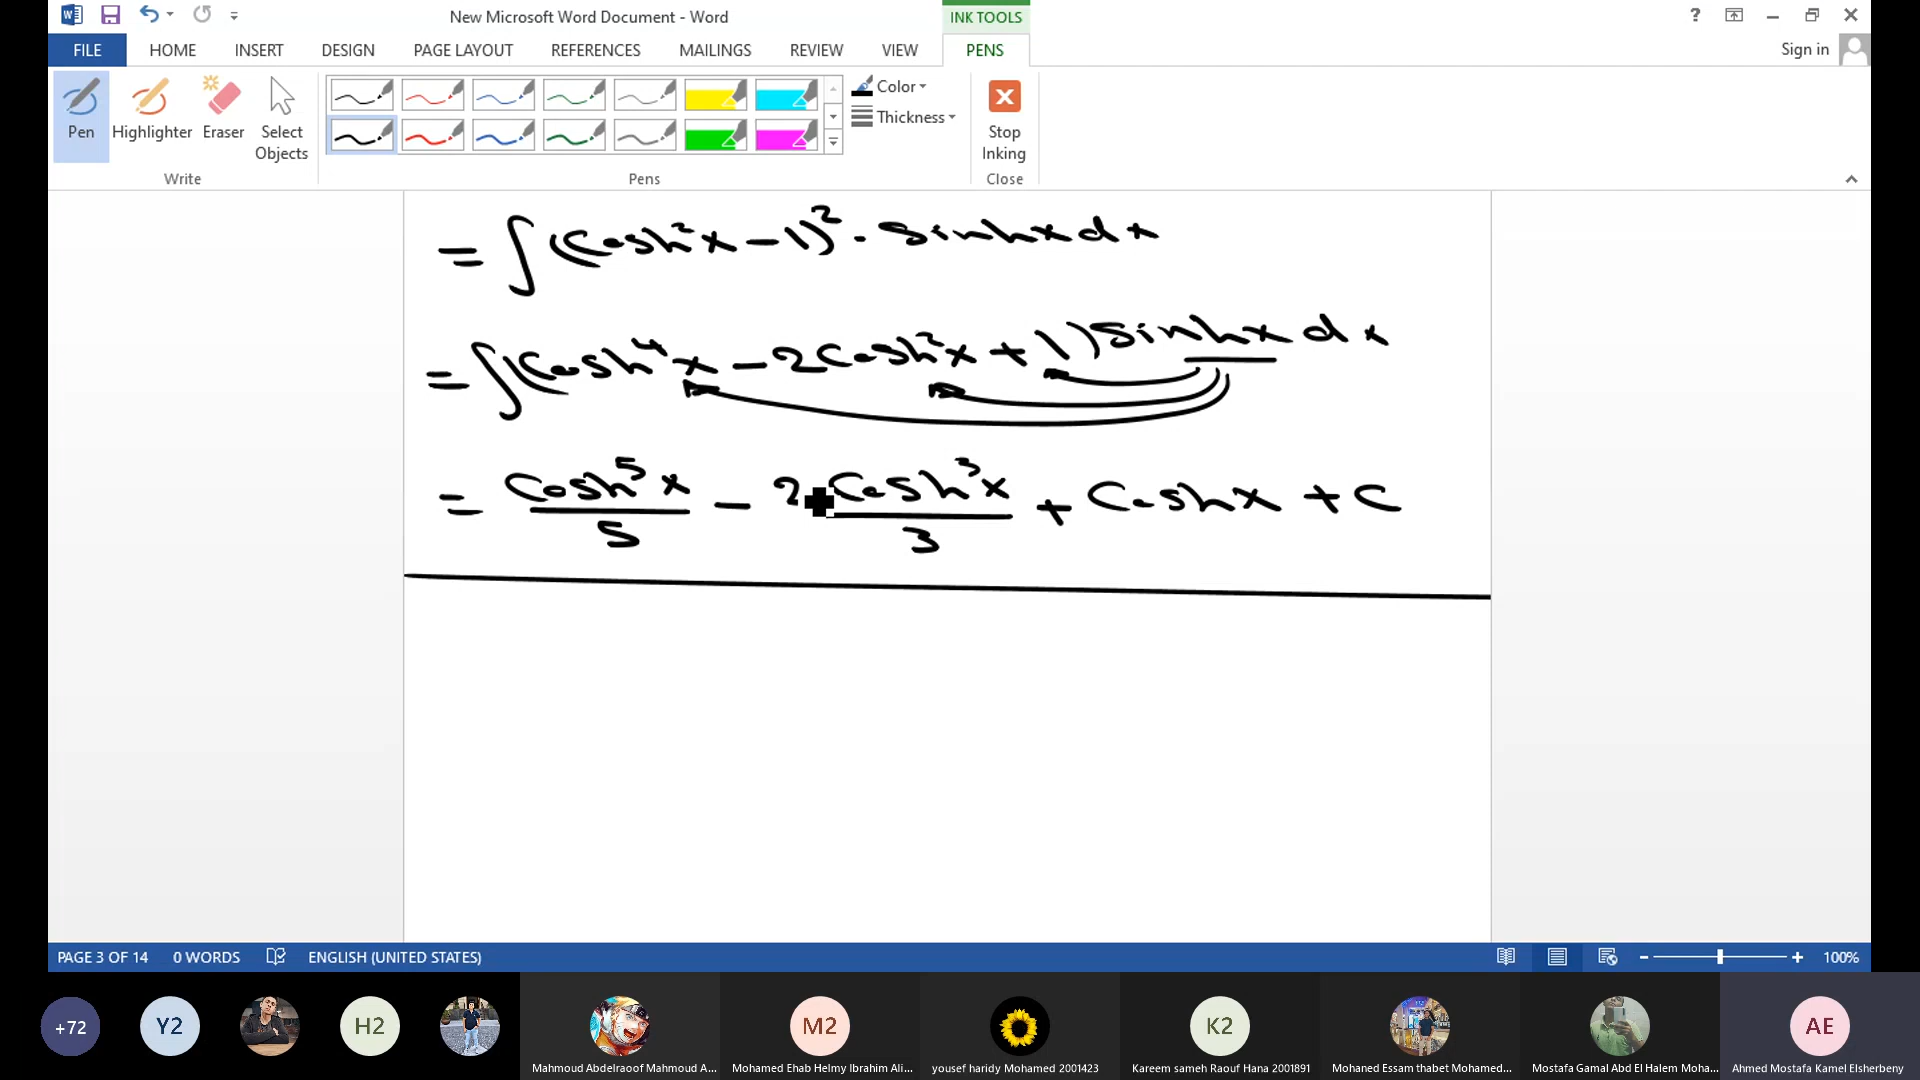 New Microsoft Word Document - Word
INK TOOLS
FILE HOME INSERT DESIGN PAGE LAYOUT REFERENCES MAILINGS REVIEW VIEW PENS Sign in
Pen Highlighter Eraser Select Objects Color Thickness Stop Inking
Write Pens Close
= ∫(Cosh²x - 1)² . Sinhx dx
= ∫(Cosh⁴x - 2Cosh²x + 1) Sinhx dx
= Cosh⁵x/5 - 2 Cosh³x/3 + Coshx + C
PAGE 3 OF 14 0 WORDS ENGLISH (UNITED STATES) 100%
+72 Y2 H2 M2 K2 AE
Mahmoud Abdelraoof Mahmoud A... Mohamed Ehab Helmy Ibrahim Ali... yousef haridy Mohamed 2001423 Kareem sameh Raouf Hana 2001891 Mohaned Essam thabet Mohamed... Mostafa Gamal Abd El Halem Moha... Ahmed Mostafa Kamel Elsherbeny